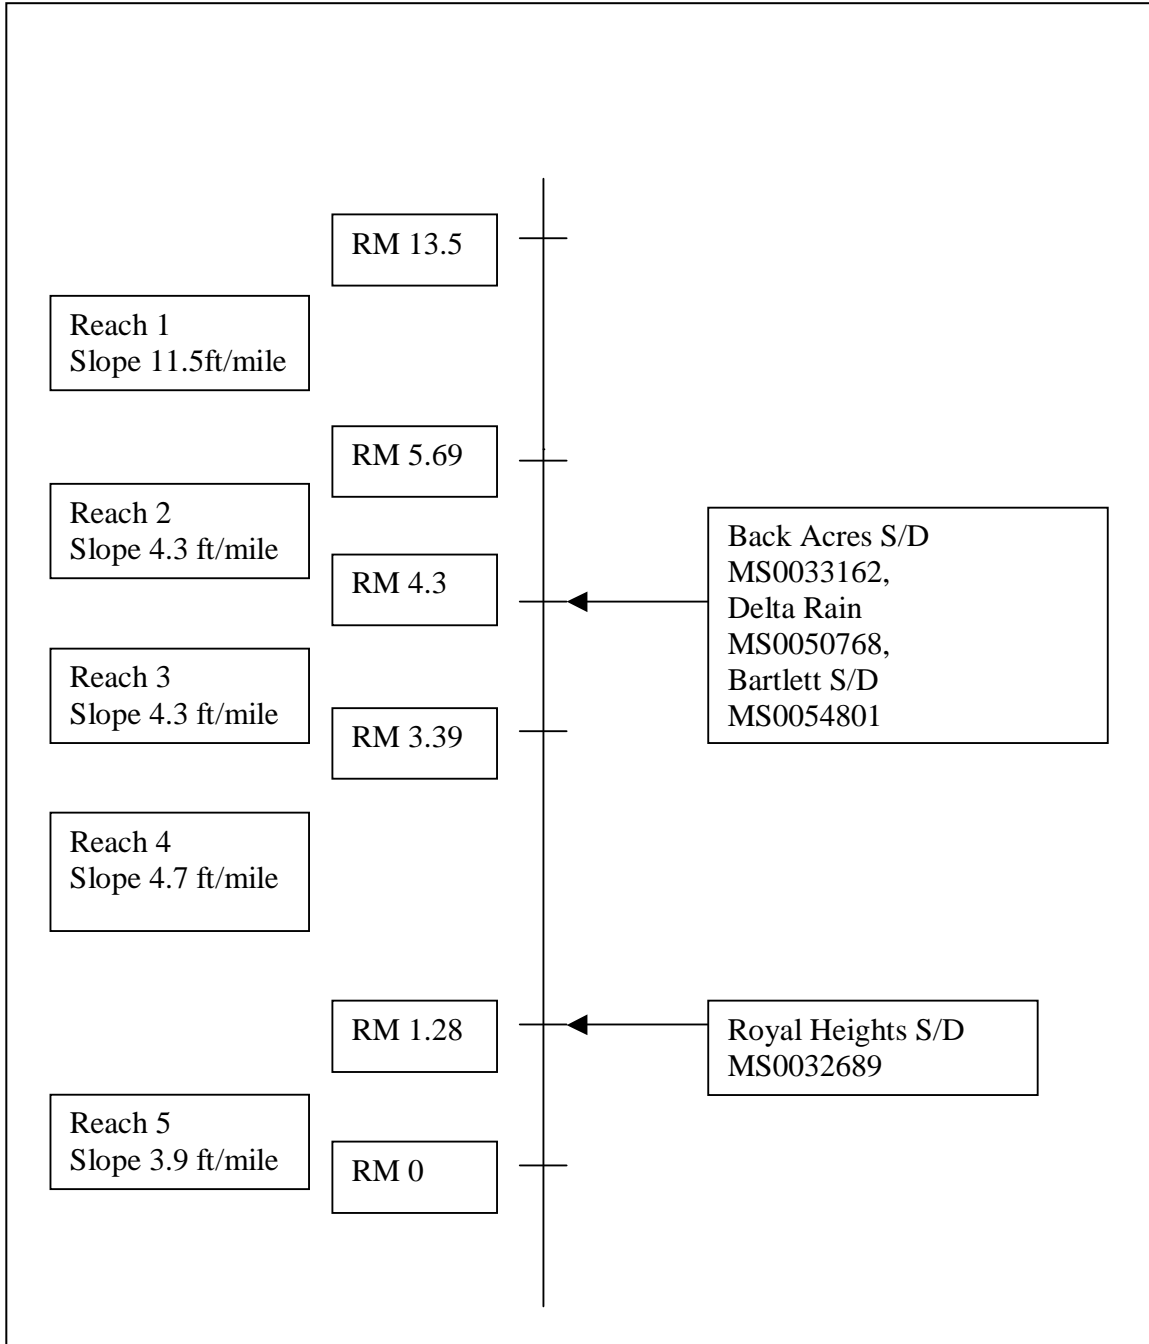 RM 13.5
Reach 1
Slope 11.5ft/mile
RM 5.69
Reach 2
Slope 4.3 ft/mile
RM 4.3
Back Acres S/D
MS0033162,
Delta Rain
MS0050768,
Bartlett S/D
MS0054801
Reach 3
Slope 4.3 ft/mile
RM 3.39
Reach 4
Slope 4.7 ft/mile
RM 1.28
Royal Heights S/D
MS0032689
Reach 5
Slope 3.9 ft/mile
RM 0